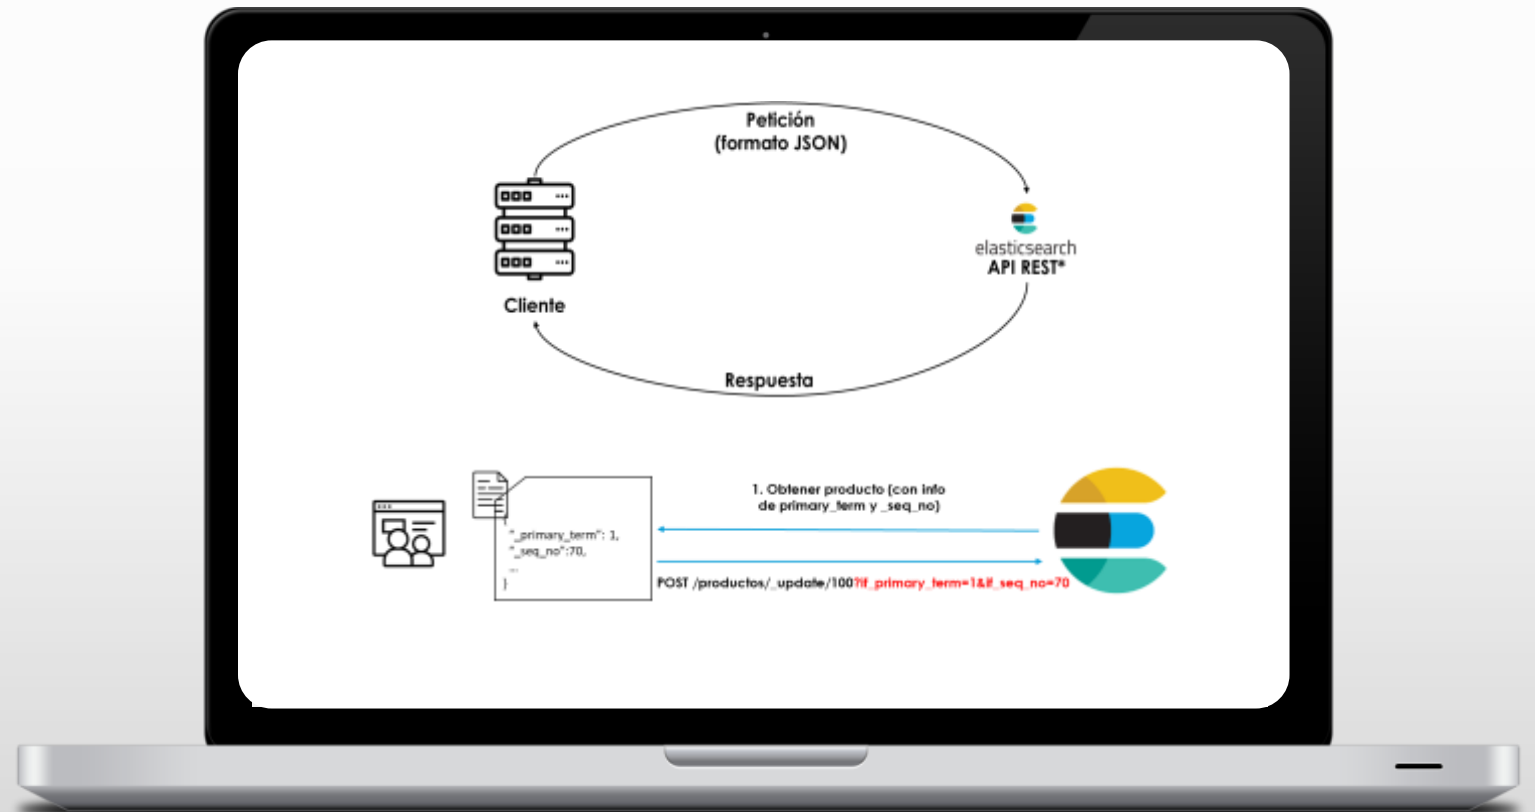 Petición
(formato JSON)
elasticsearch
API REST*
Cliente
Respuesta
1. Obtener producto (con info
de primary_term y _seq_no)
{
"_primary_term": 1,
"_seq_no":70,
...
}
POST /productos/_update/100?if_primary_term=1&if_seq_no=70